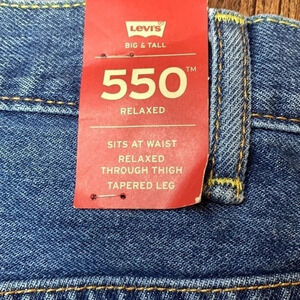 Levi's
BIG & TALL
550™
RELAXED
SITS AT WAIST
RELAXED
THROUGH THIGH
TAPERED LEG